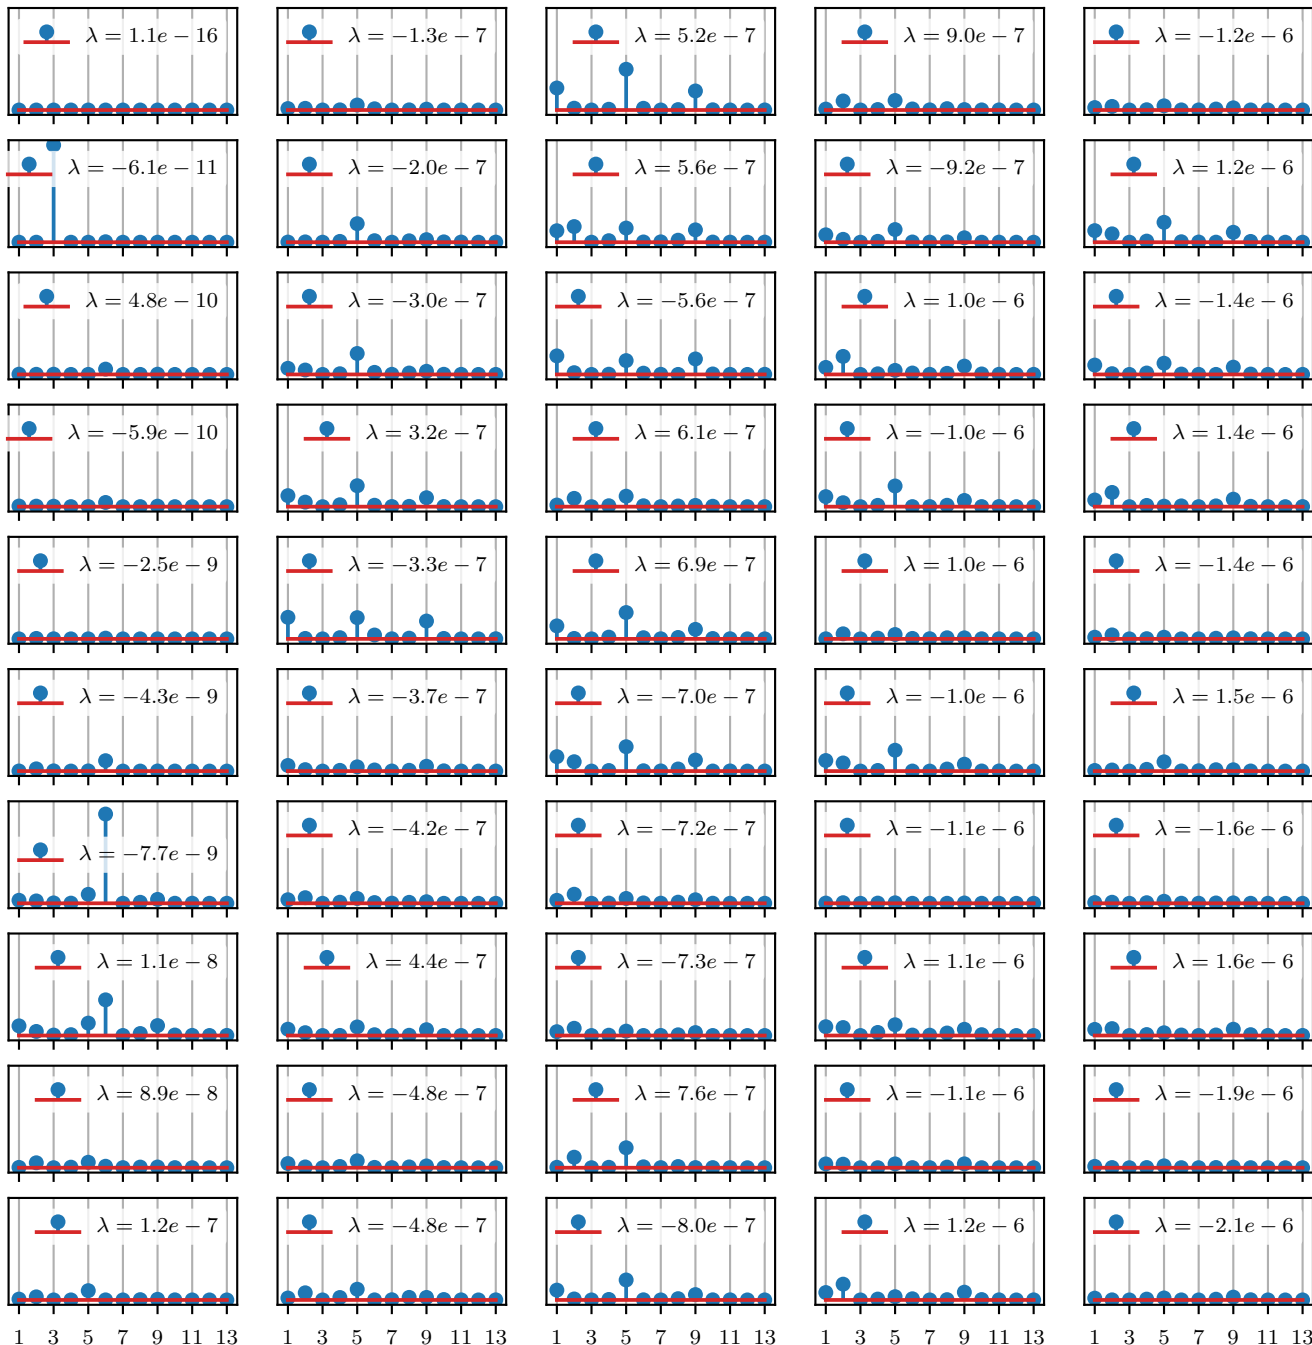 λ = 1.1e − 16 λ = −1.3e − 7 λ = 5.2e − 7 λ = 9.0e − 7 λ = −1.2e − 6
λ = −6.1e − 11 λ = −2.0e − 7 λ = 5.6e − 7 λ = −9.2e − 7 λ = 1.2e − 6
λ = 4.8e − 10 λ = −3.0e − 7 λ = −5.6e − 7 λ = 1.0e − 6 λ = −1.4e − 6
λ = −5.9e − 10 λ = 3.2e − 7 λ = 6.1e − 7 λ = −1.0e − 6 λ = 1.4e − 6
λ = −2.5e − 9 λ = −3.3e − 7 λ = 6.9e − 7 λ = 1.0e − 6 λ = −1.4e − 6
λ = −4.3e − 9 λ = −3.7e − 7 λ = −7.0e − 7 λ = −1.0e − 6 λ = 1.5e − 6
λ = −7.7e − 9 λ = −4.2e − 7 λ = −7.2e − 7 λ = −1.1e − 6 λ = −1.6e − 6
λ = 1.1e − 8 λ = 4.4e − 7 λ = −7.3e − 7 λ = 1.1e − 6 λ = 1.6e − 6
λ = 8.9e − 8 λ = −4.8e − 7 λ = 7.6e − 7 λ = −1.1e − 6 λ = −1.9e − 6
λ = 1.2e − 7 λ = −4.8e − 7 λ = −8.0e − 7 λ = 1.2e − 6 λ = −2.1e − 6
1 3 5 7 9 11 13 1 3 5 7 9 11 13 1 3 5 7 9 11 13 1 3 5 7 9 11 13 1 3 5 7 9 11 13